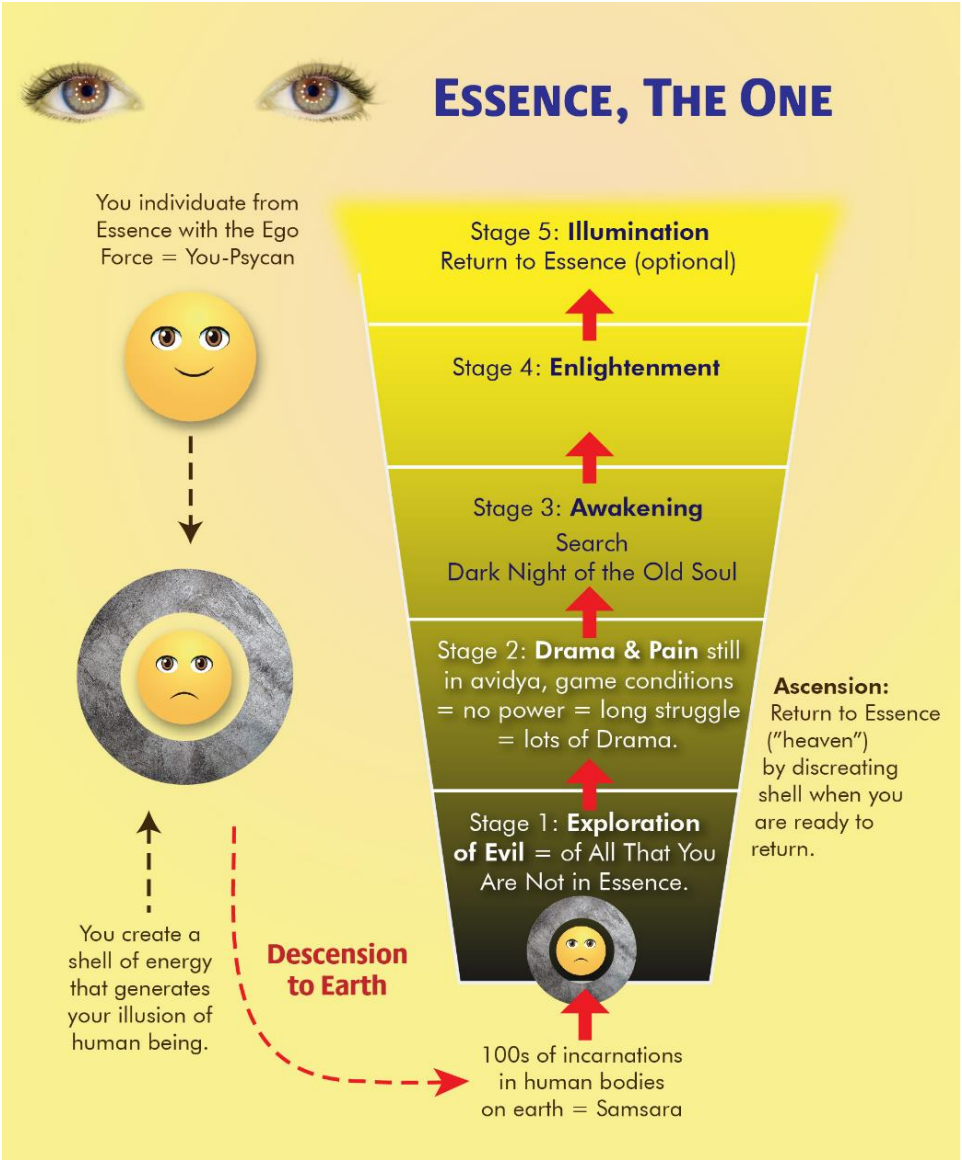 ESSENCE, THE ONE
You individuate from
Essence with the Ego
Force = You-Psycan
Stage 5: Illumination
Return to Essence (optional)
Stage 4: Enlightenment
Stage 3: Awakening
Search
Dark Night of the Old Soul
Stage 2: Drama & Pain still
in avidya, game conditions
= no power = long struggle
= lots of Drama.
Stage 1: Exploration
of Evil = of All That You
Are Not in Essence.
Ascension:
Return to Essence
(”heaven”)
by discreating
shell when you
are ready to
return.
You create a
shell of energy
that generates
your illusion of
human being.
Descension
to Earth
100s of incarnations
in human bodies
on earth = Samsara